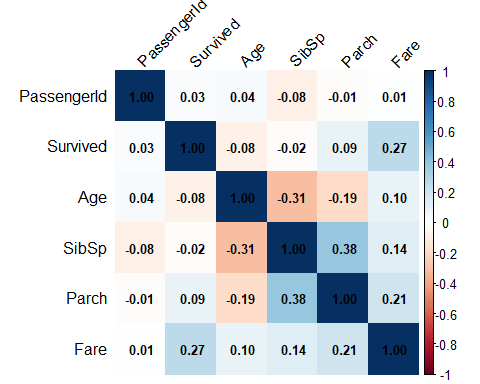 PassengerId Survived Age SibSp Parch Fare
PassengerId 1.00 0.03 0.04 -0.08 -0.01 0.01
Survived 0.03 1.00 -0.08 -0.02 0.09 0.27
Age 0.04 -0.08 1.00 -0.31 -0.19 0.10
SibSp -0.08 -0.02 -0.31 1.00 0.38 0.14
Parch -0.01 0.09 -0.19 0.38 1.00 0.21
Fare 0.01 0.27 0.10 0.14 0.21 1.00
1
0.8
0.6
0.4
0.2
0
-0.2
-0.4
-0.6
-0.8
-1